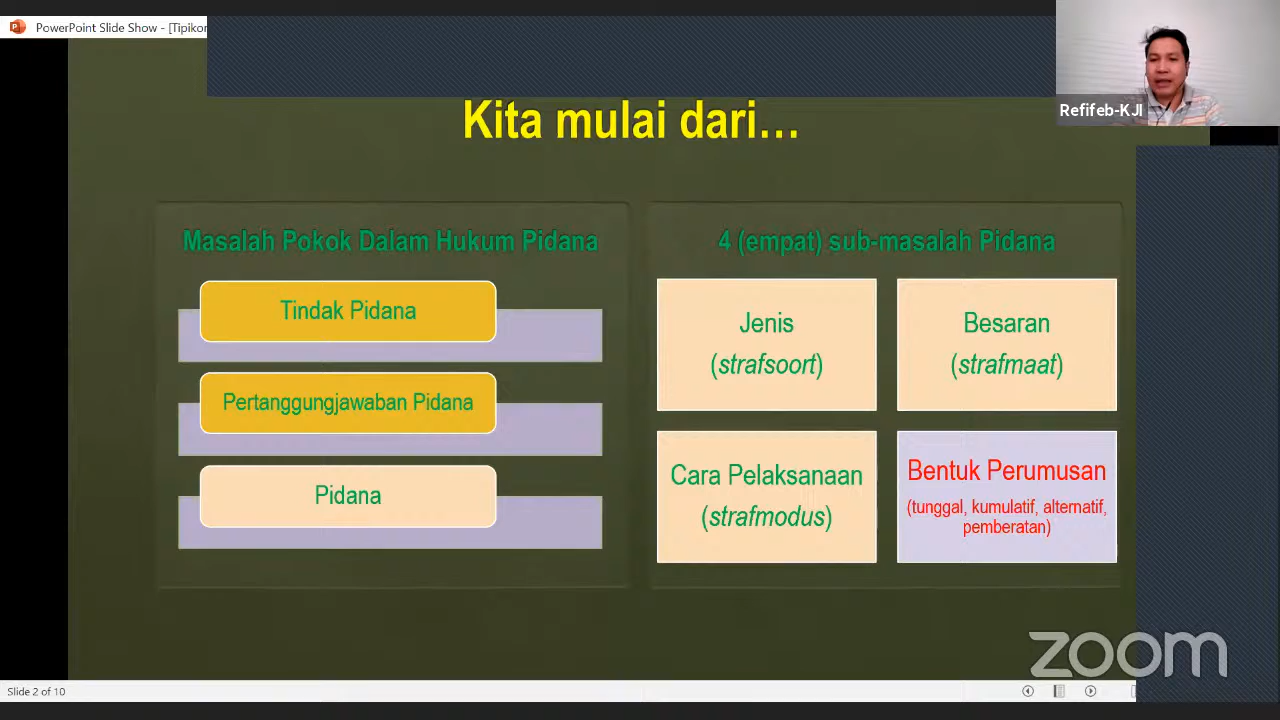 PowerPoint Slide Show - [Tipikor
Refifeb-KJI
Kita mulai dari...
Masalah Pokok Dalam Hukum Pidana
Tindak Pidana
Pertanggungjawaban Pidana
Pidana
4 (empat) sub-masalah Pidana
Jenis
(strafsoort)
Besaran
(strafmaat)
Cara Pelaksanaan
(strafmodus)
Bentuk Perumusan
(tunggal, kumulatif, alternatif,
pemberatan)
zoom
Slide 2 of 10